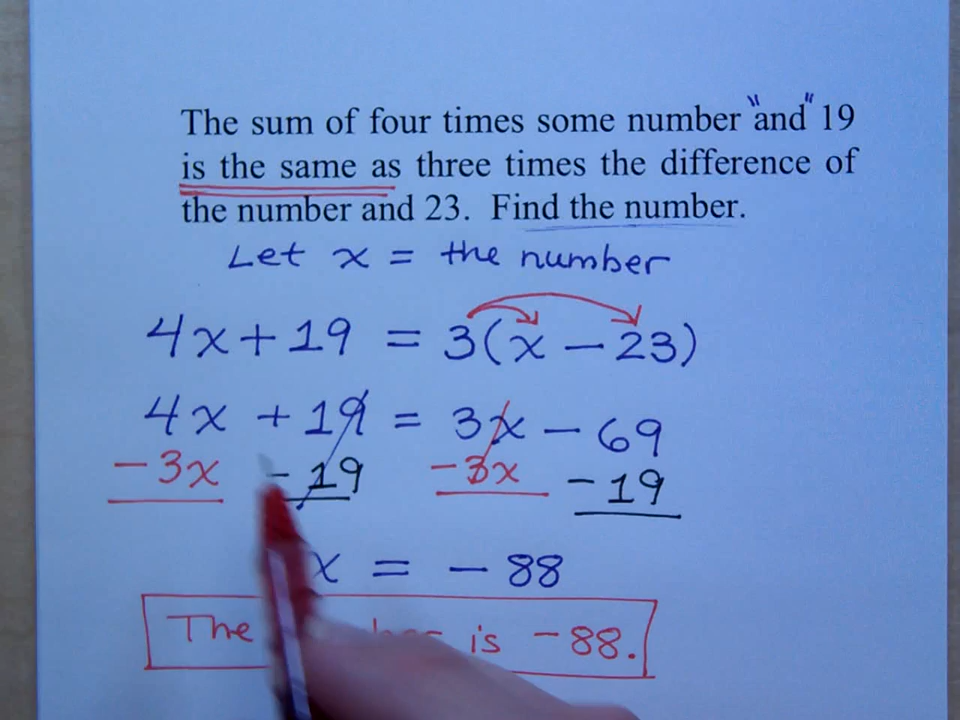 The sum of four times some number "and" 19
is the same as three times the difference of
the number and 23. Find the number.
Let x = the number
4x + 19 = 3(x - 23)
4x + 19 = 3x - 69
-3x - 19 -3x - 19
x = - 88
The is -88.